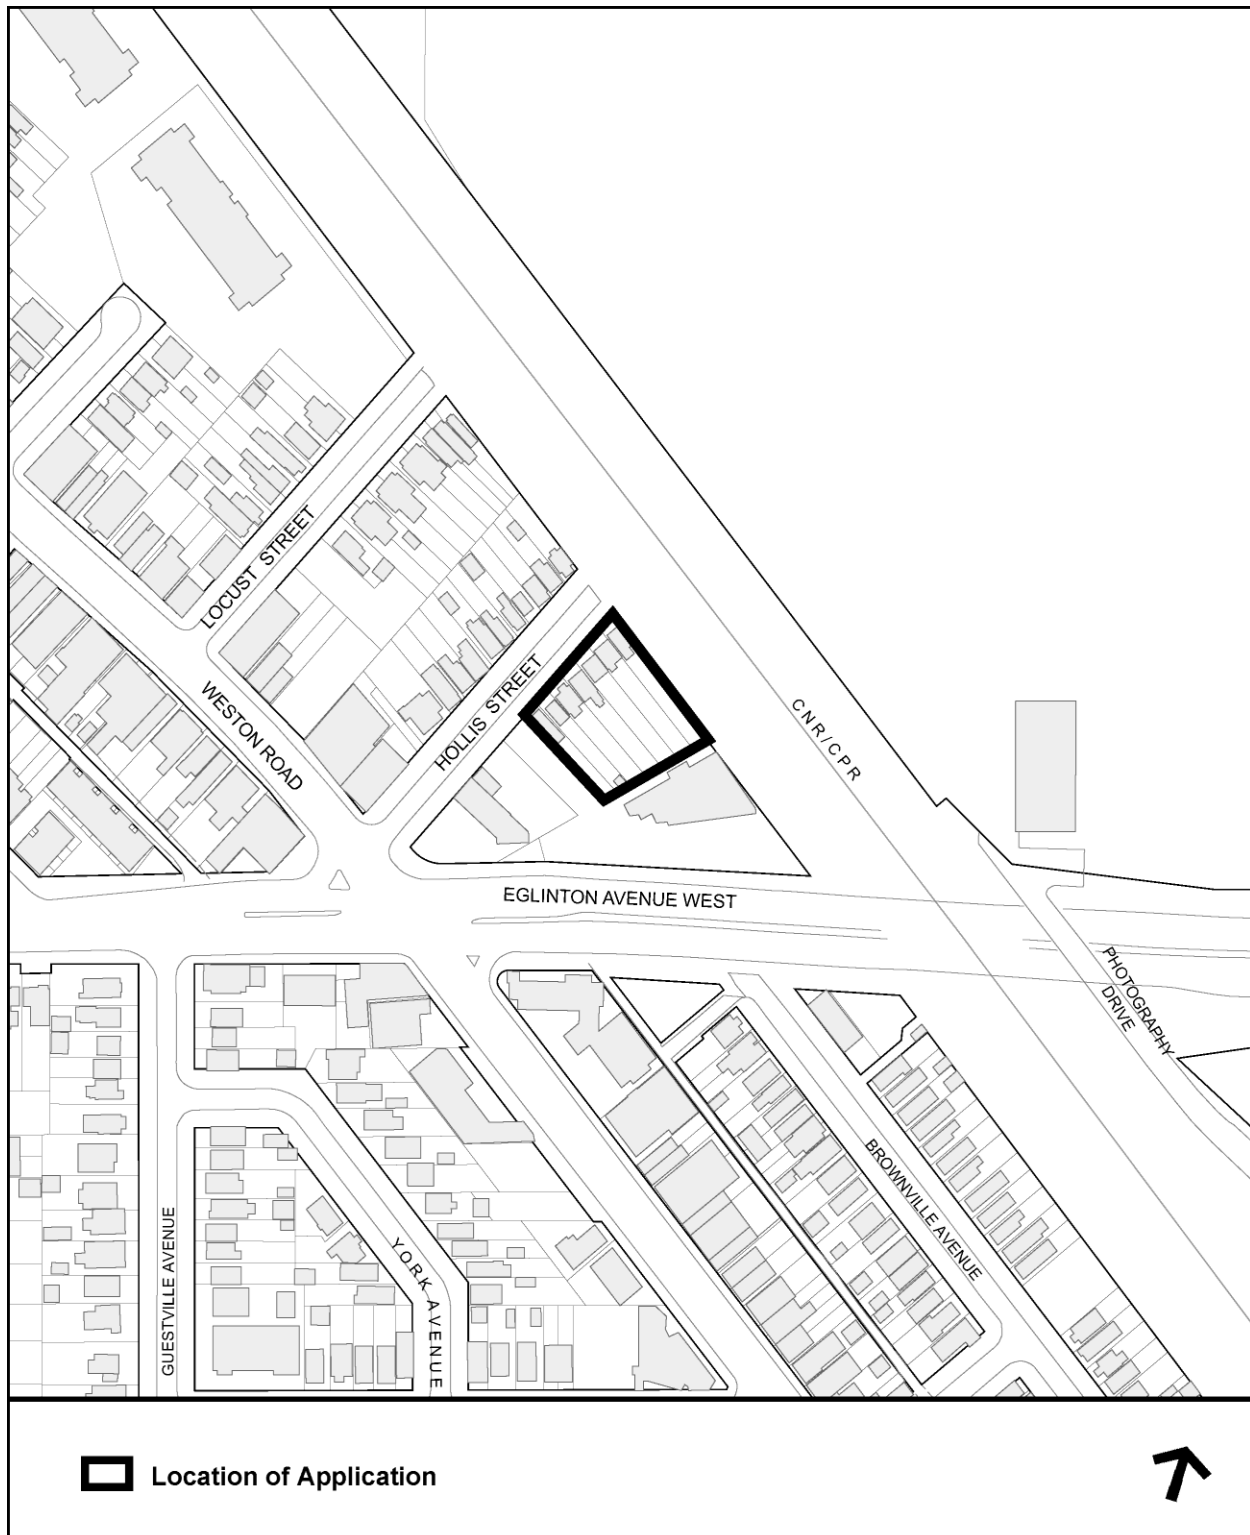 LOCUST STREET
WESTON ROAD
HOLLIS STREET
CNR/CPR
EGLINTON AVENUE WEST
PHOTOGRAPHY
DRIVE
BROWNVILLE AVENUE
GUESTVILLE AVENUE
YORK AVENUE
Location of Application